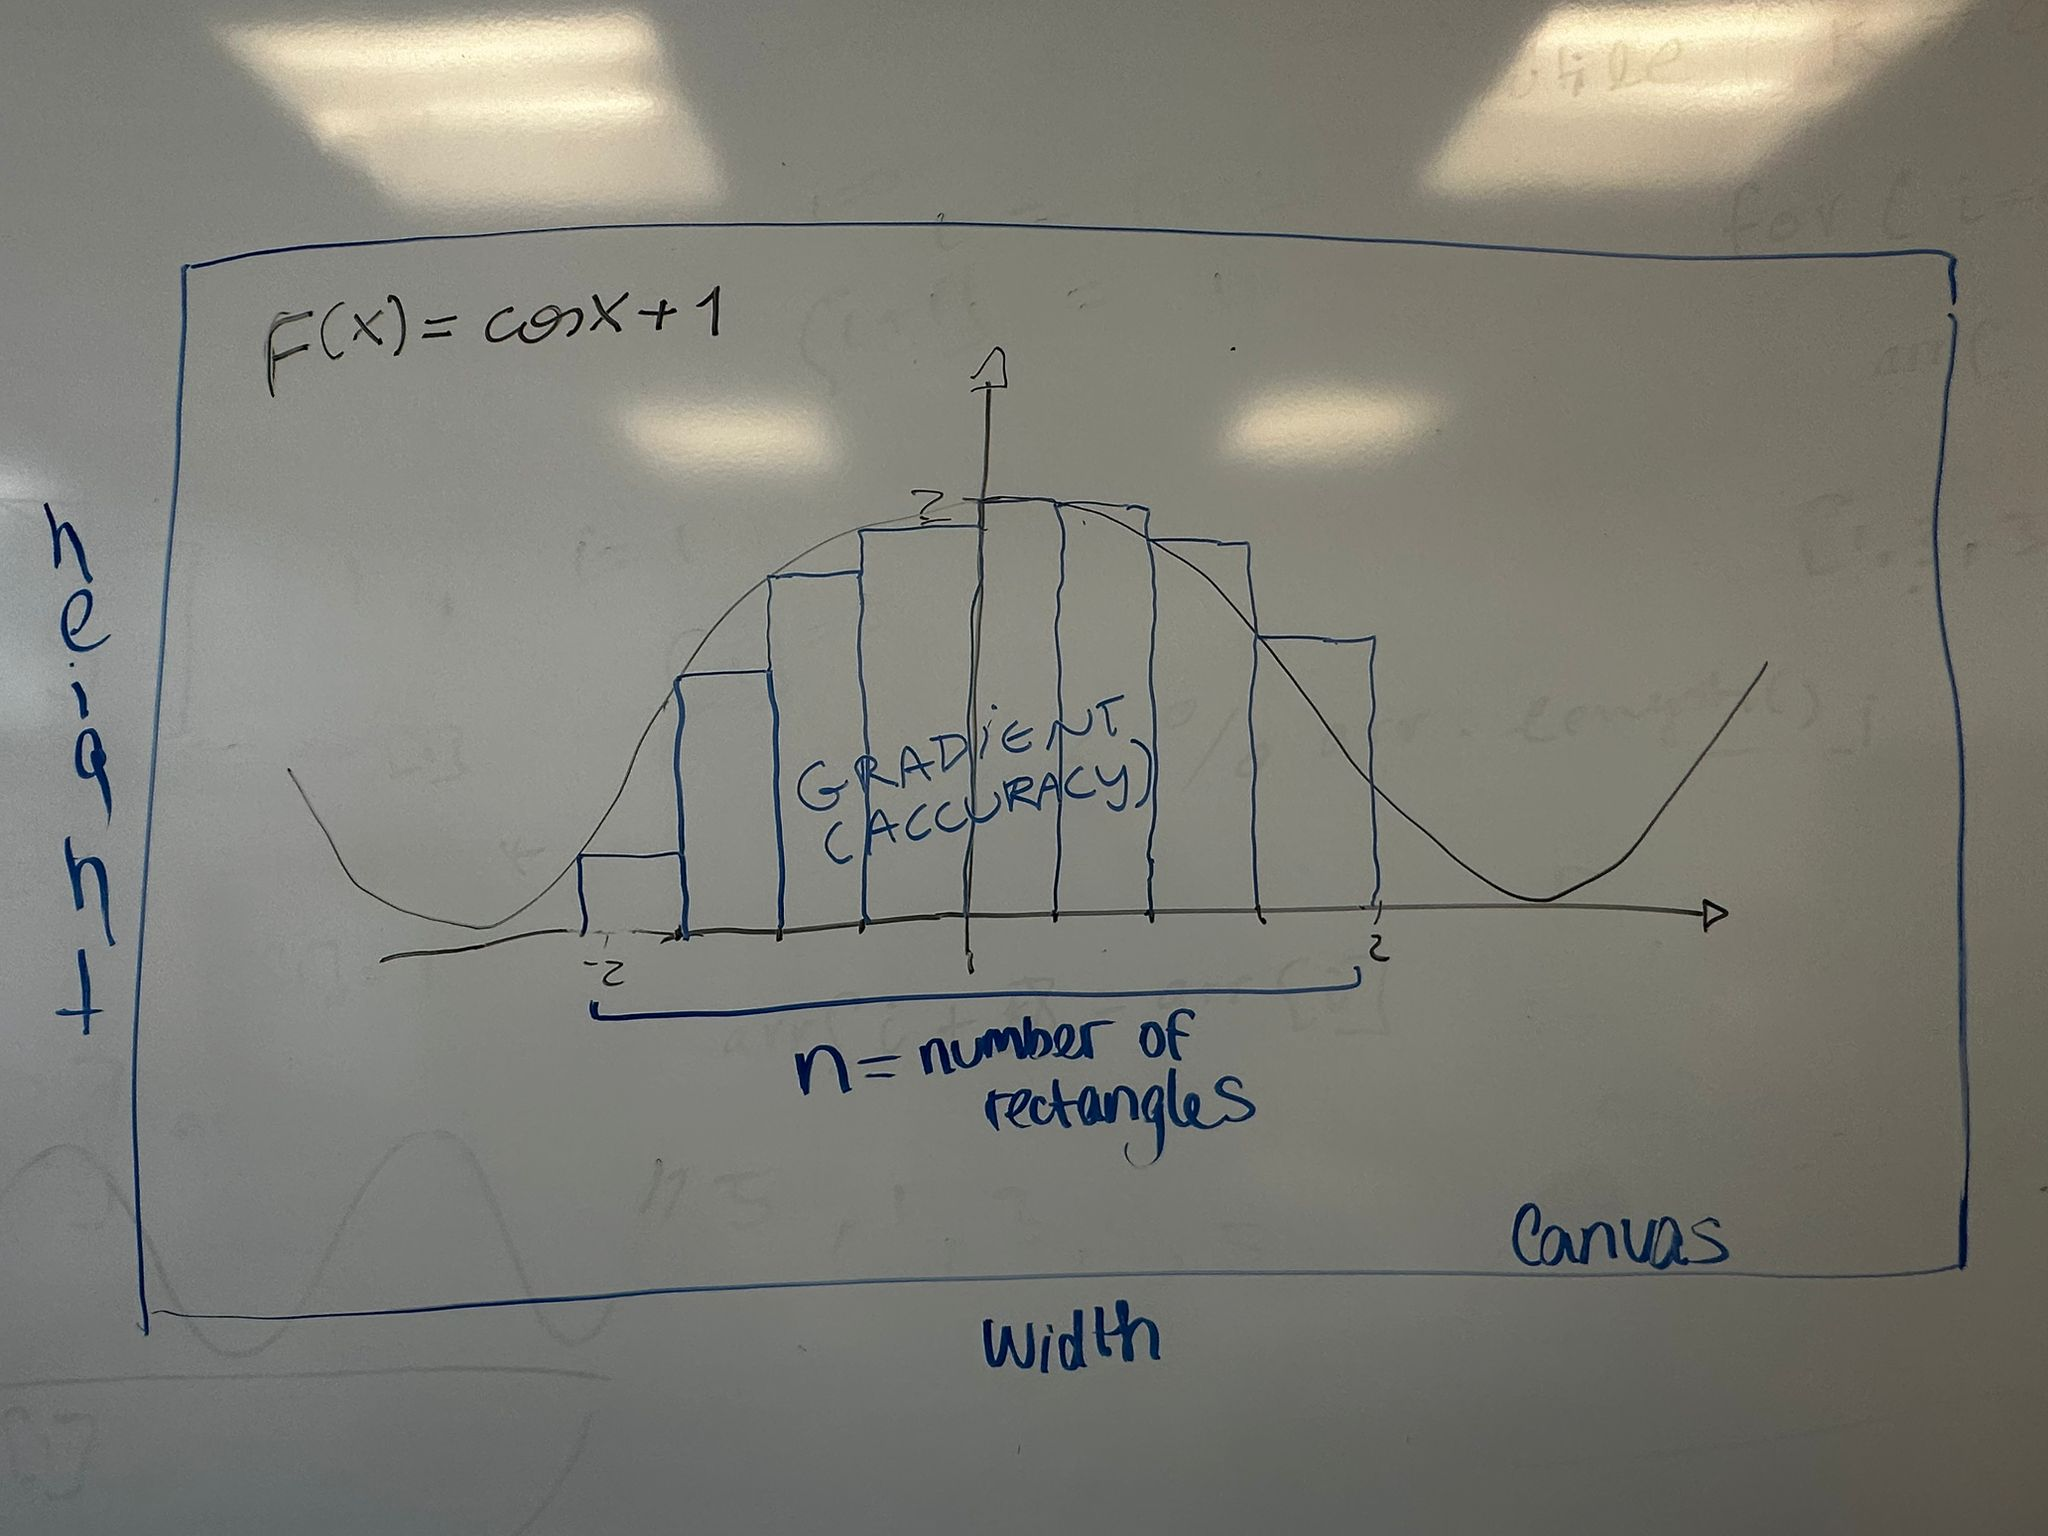 F(x) = cosx + 1
2
GRADIENT
(ACCURACY)
-2
2
n = number of
rectangles
Canvas
height
Width